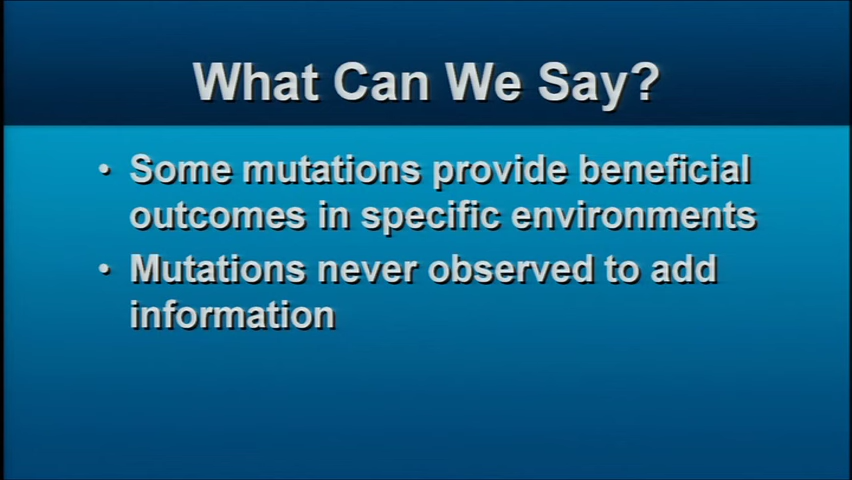 What Can We Say?
• Some mutations provide beneficial
outcomes in specific environments
• Mutations never observed to add
information